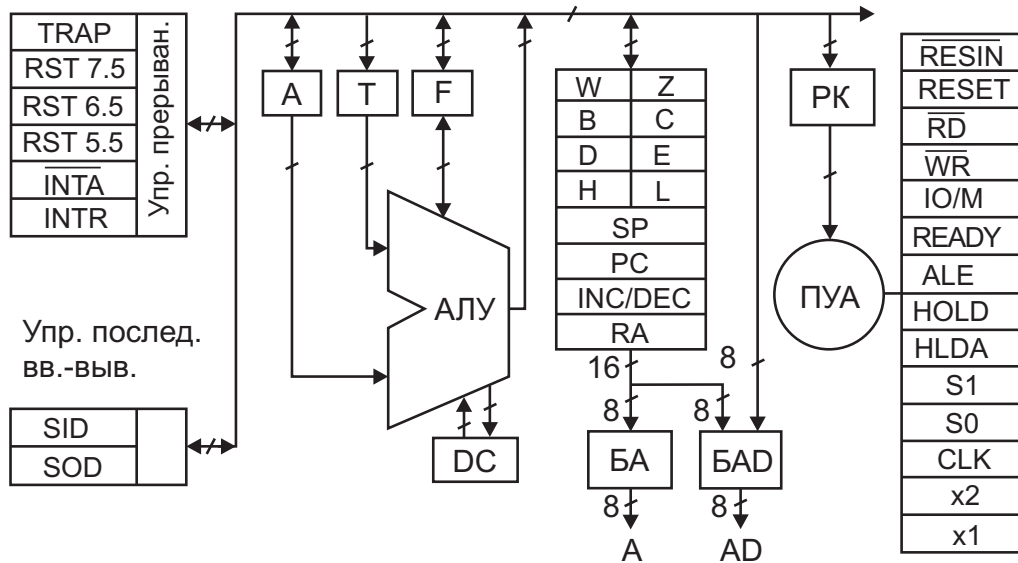 TRAP
RST 7.5
RST 6.5
RST 5.5
INTA
INTR
Упр. прерыван.
Упр. послед.
вв.-выв.
SID
SOD
A
T
F
АЛУ
DC
W Z
B C
D E
H L
SP
PC
INC/DEC
RA
16
8
8 8
БА
БАD
8 8
A AD
РК
ПУА
RESIN
RESET
RD
WR
IO/M
READY
ALE
HOLD
HLDA
S1
S0
CLK
x2
x1